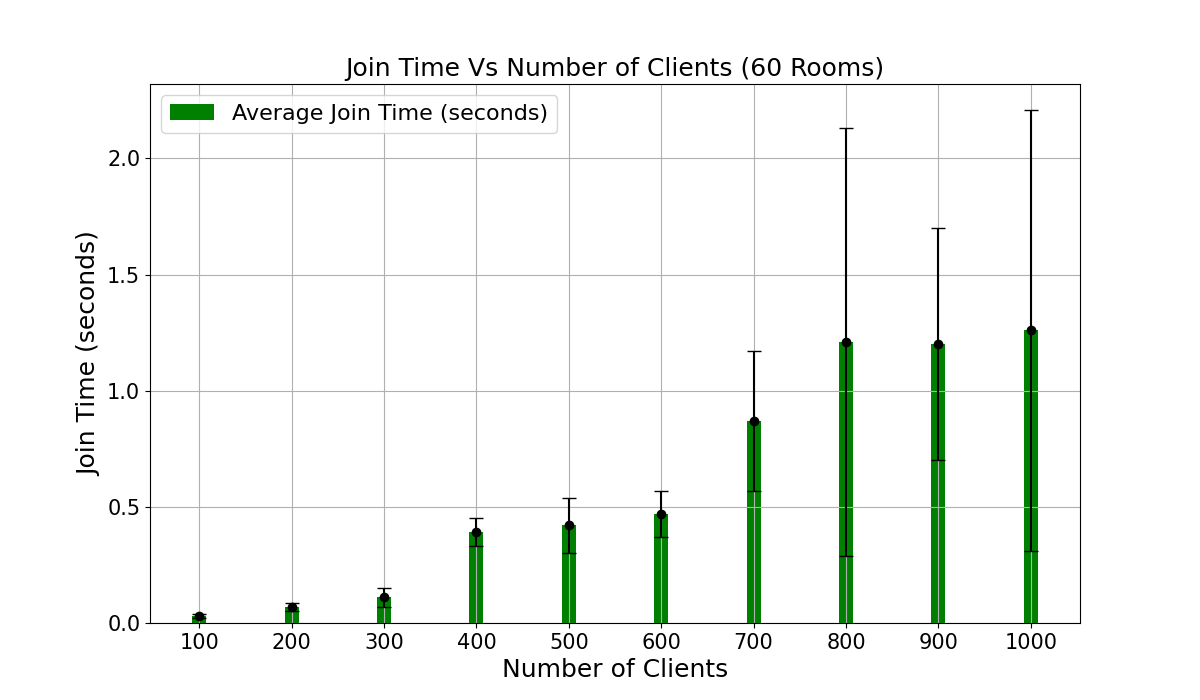 Join Time Vs Number of Clients (60 Rooms)
Average Join Time (seconds)
Join Time (seconds)
2.0
1.5
1.0
0.5
0.0
100 200 300 400 500 600 700 800 900 1000
Number of Clients